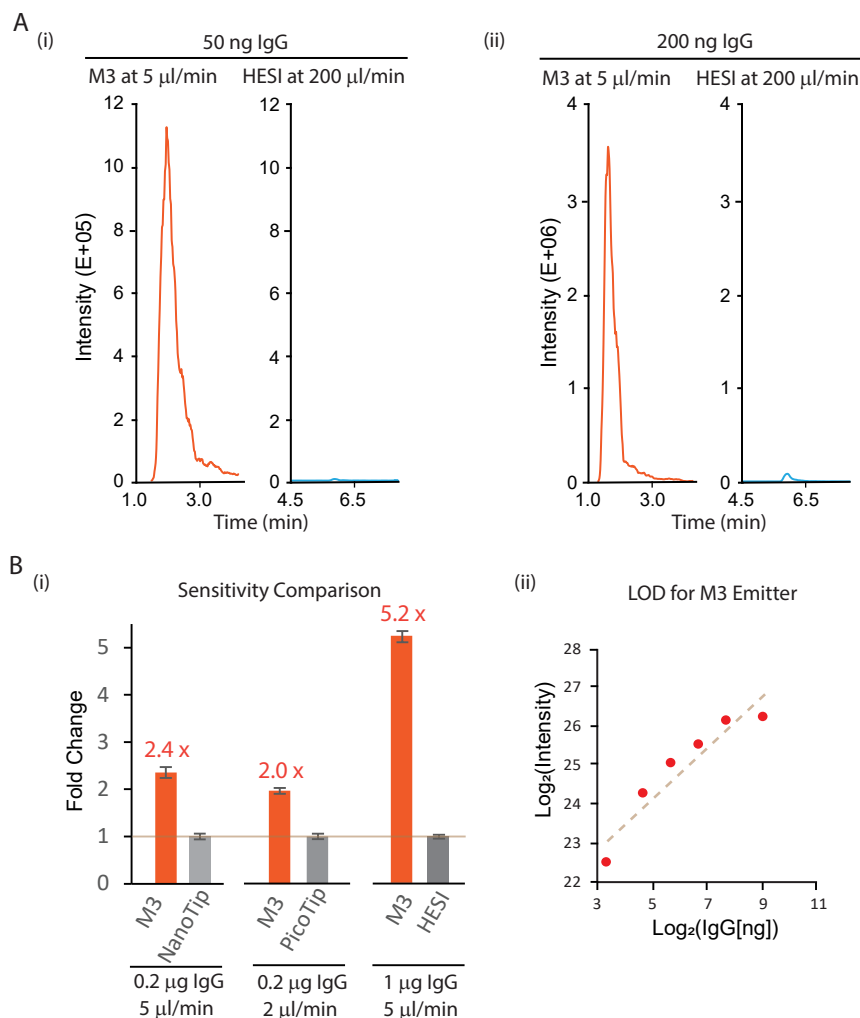 A
(i)
50 ng IgG
M3 at 5 µl/min
HESI at 200 µl/min
Intensity (E+05)
12
10
8
6
4
2
0
1.0
3.0
12
10
8
6
4
2
0
4.5
6.5
Time (min)
(ii)
200 ng IgG
M3 at 5 µl/min
HESI at 200 µl/min
Intensity (E+06)
4
3
2
1
0
1.0
3.0
4
3
2
1
0
4.5
6.5
Time (min)
B
(i)
Sensitivity Comparison
Fold Change
5
4
3
2
1
0
2.4 x
2.0 x
5.2 x
M3
NanoTip
M3
PicoTip
M3
HESI
0.2 µg IgG
5 µl/min
0.2 µg IgG
2 µl/min
1 µg IgG
5 µl/min
(ii)
LOD for M3 Emitter
Log₂(Intensity)
28
27
26
25
24
23
22
3
5
7
9
11
Log₂(IgG[ng])